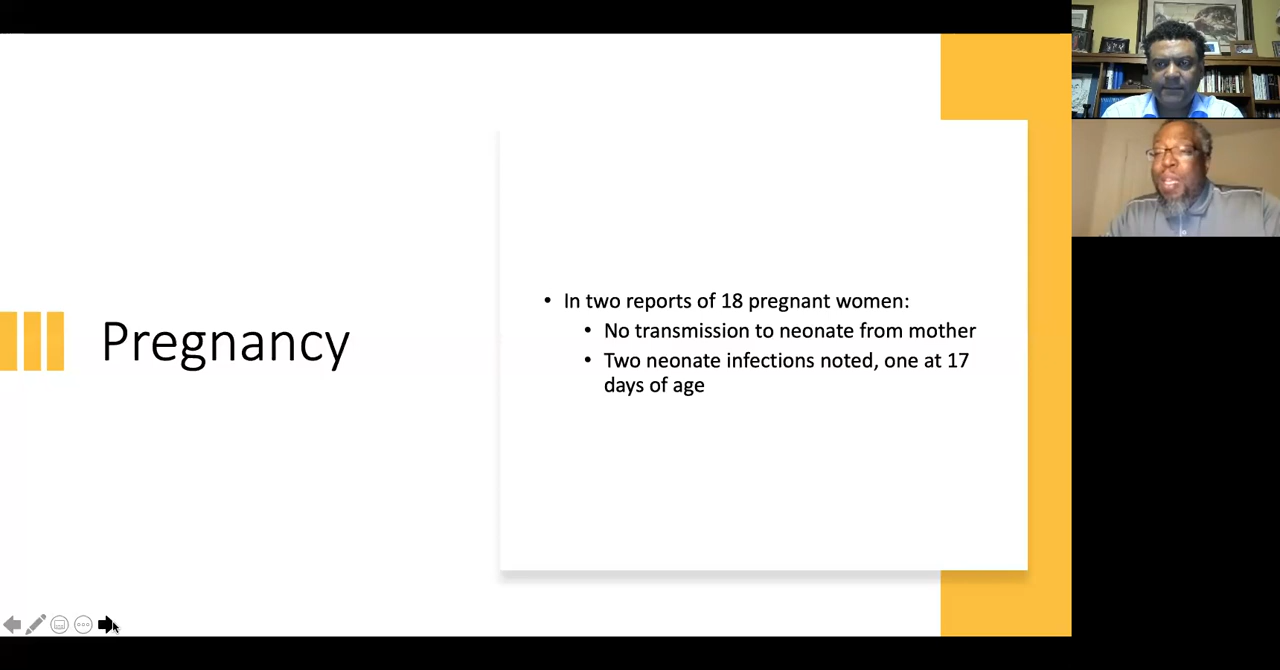 Pregnancy
• In two reports of 18 pregnant women:
• No transmission to neonate from mother
• Two neonate infections noted, one at 17
days of age